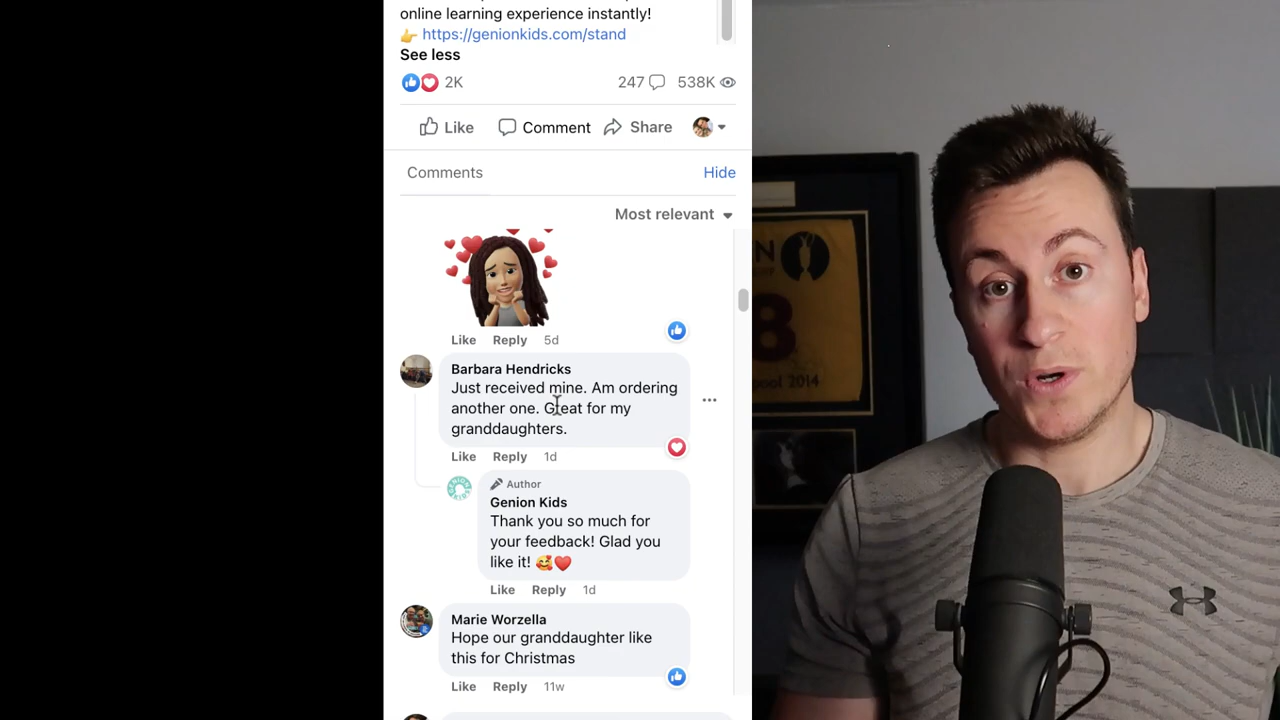 online learning experience instantly!
👉 https://genionkids.com/stand
See less
2K 247 538K
Like Comment Share
Comments Hide
Most relevant
Like Reply 5d
Barbara Hendricks
Just received mine. Am ordering
another one. Great for my
granddaughters.
Like Reply 1d
Author
Genion Kids
Thank you so much for
your feedback! Glad you
like it! 🥰❤️
Like Reply 1d
Marie Worzella
Hope our granddaughter like
this for Christmas
Like Reply 11w
8
2014